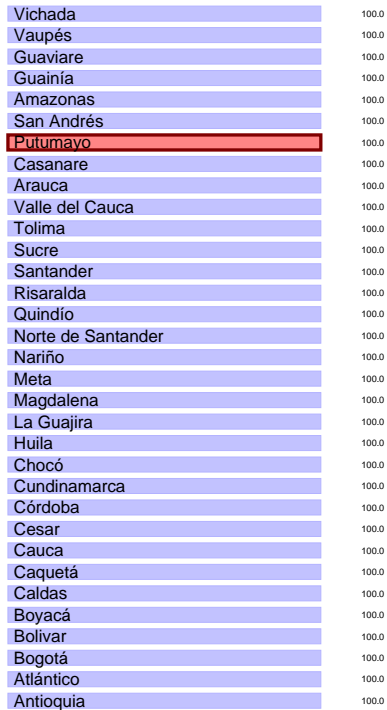 Vichada 100.0
Vaupés 100.0
Guaviare 100.0
Guainía 100.0
Amazonas 100.0
San Andrés 100.0
Putumayo 100.0
Casanare 100.0
Arauca 100.0
Valle del Cauca 100.0
Tolima 100.0
Sucre 100.0
Santander 100.0
Risaralda 100.0
Quindío 100.0
Norte de Santander 100.0
Nariño 100.0
Meta 100.0
Magdalena 100.0
La Guajira 100.0
Huila 100.0
Chocó 100.0
Cundinamarca 100.0
Córdoba 100.0
Cesar 100.0
Cauca 100.0
Caquetá 100.0
Caldas 100.0
Boyacá 100.0
Bolivar 100.0
Bogotá 100.0
Atlántico 100.0
Antioquia 100.0